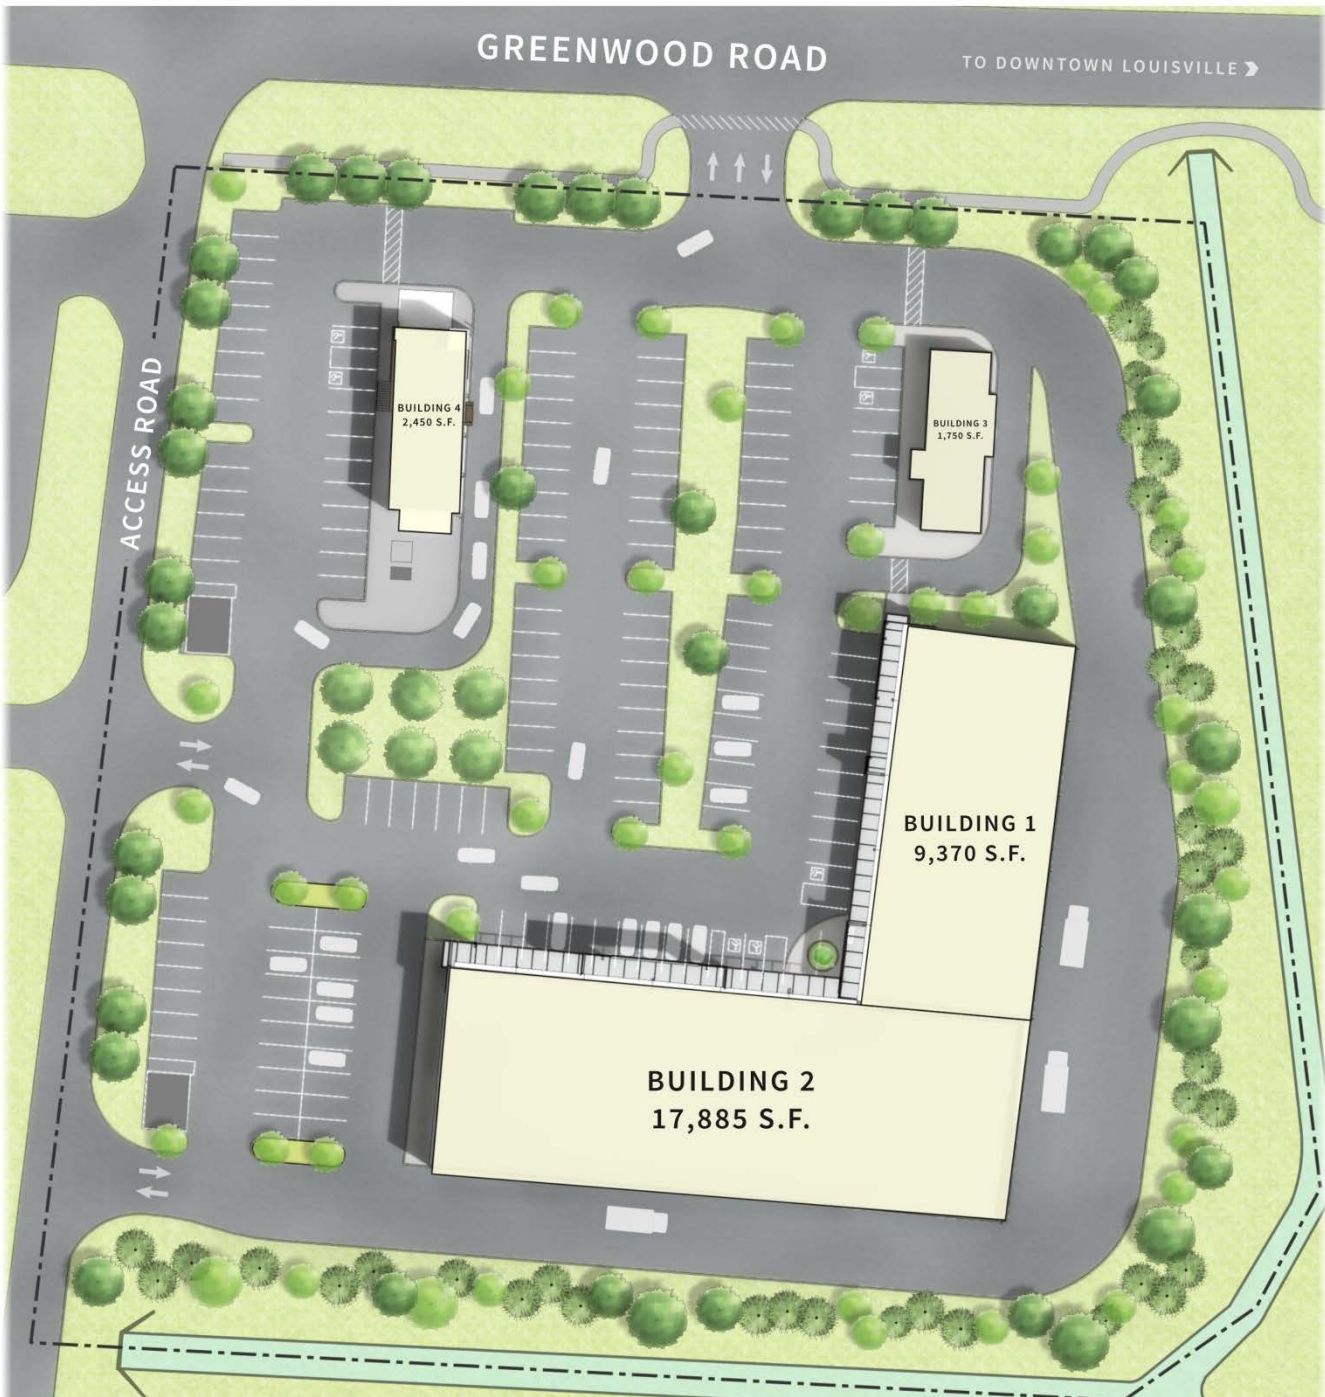 GREENWOOD ROAD
TO DOWNTOWN LOUISVILLE
ACCESS ROAD
BUILDING 4
2,450 S.F.
BUILDING 3
1,750 S.F.
BUILDING 1
9,370 S.F.
BUILDING 2
17,885 S.F.